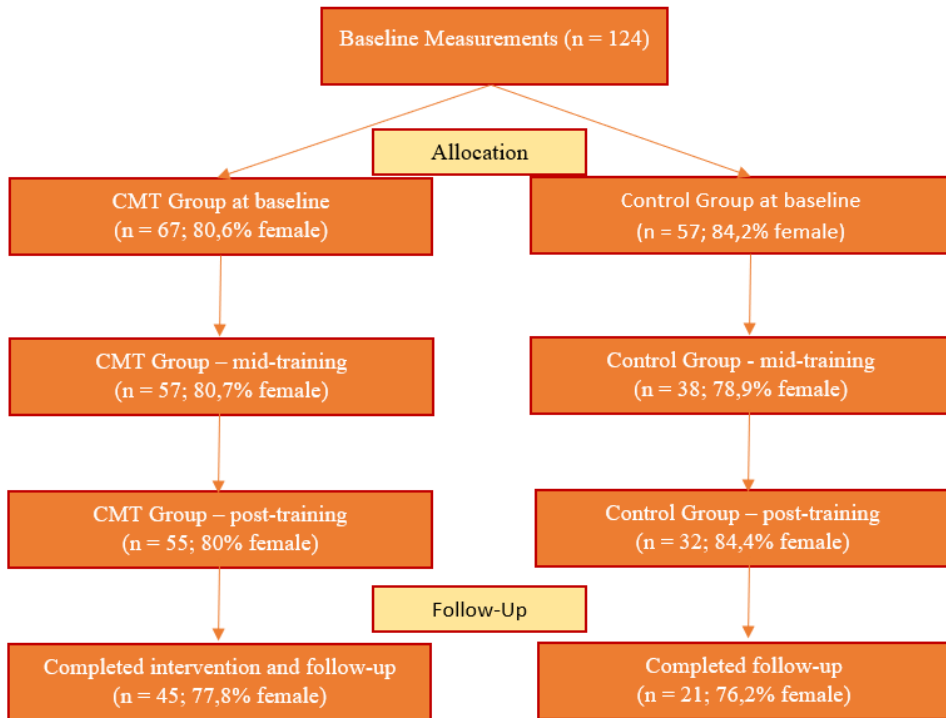 Baseline Measurements (n = 124)
Allocation
CMT Group at baseline
(n = 67; 80,6% female)
Control Group at baseline
(n = 57; 84,2% female)
CMT Group – mid-training
(n = 57; 80,7% female)
Control Group - mid-training
(n = 38; 78,9% female)
CMT Group – post-training
(n = 55; 80% female)
Control Group – post-training
(n = 32; 84,4% female)
Follow-Up
Completed intervention and follow-up
(n = 45; 77,8% female)
Completed follow-up
(n = 21; 76,2% female)